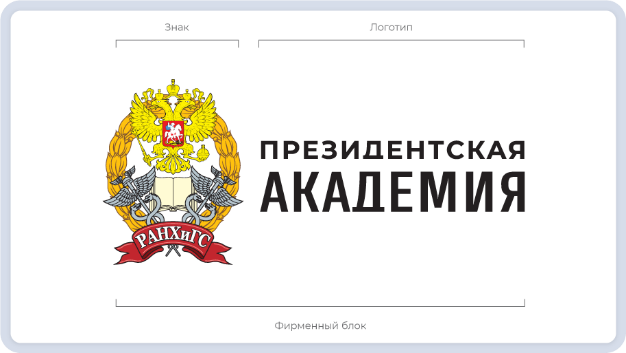 Знак
Логотип
ПРЕЗИДЕНТСКАЯ
АКАДЕМИЯ
РАНХиГС
Фирменный блок